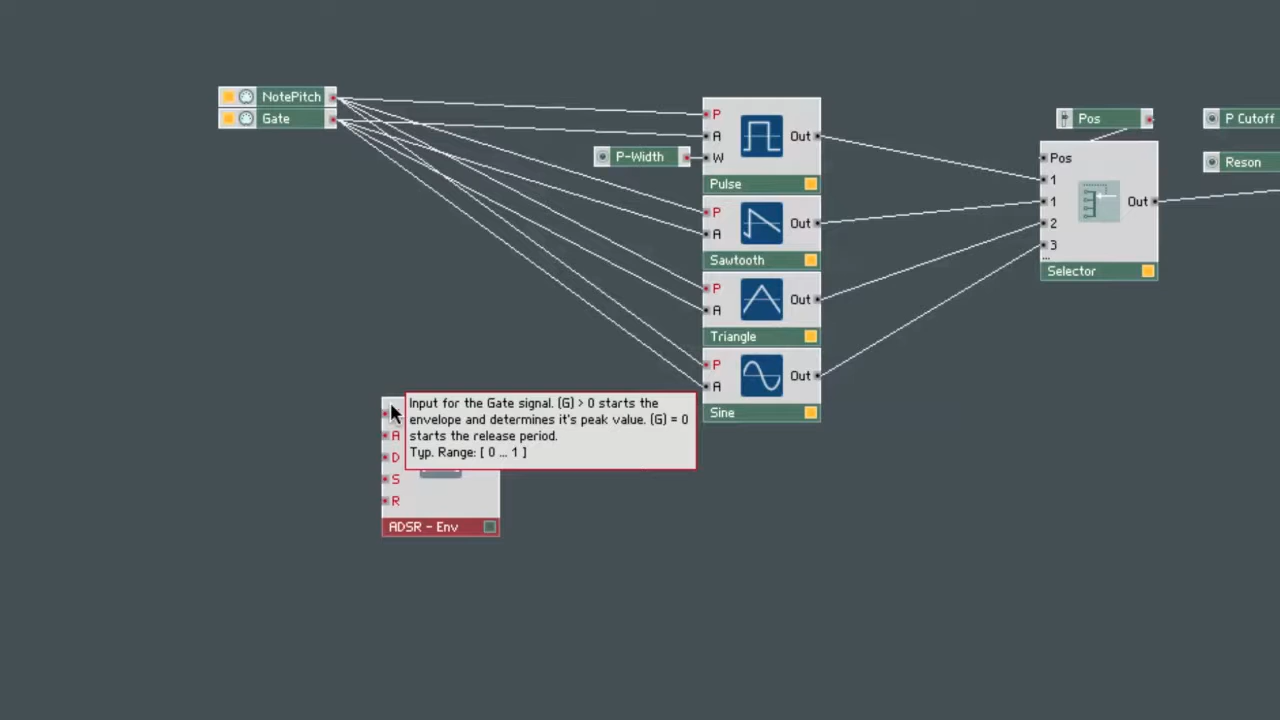 NotePitch
Gate
P-Width
P
A
W
Out
Pulse
P
A
Out
Sawtooth
P
A
Out
Triangle
P
A
Out
Sine
Pos
Pos
1
1
2
3
...
Out
Selector
P Cutoff
Reson
Input for the Gate signal. (G) > 0 starts the
envelope and determines it's peak value. (G) = 0
starts the release period.
Typ. Range: [ 0 ... 1 ]
A
D
S
R
ADSR - Env